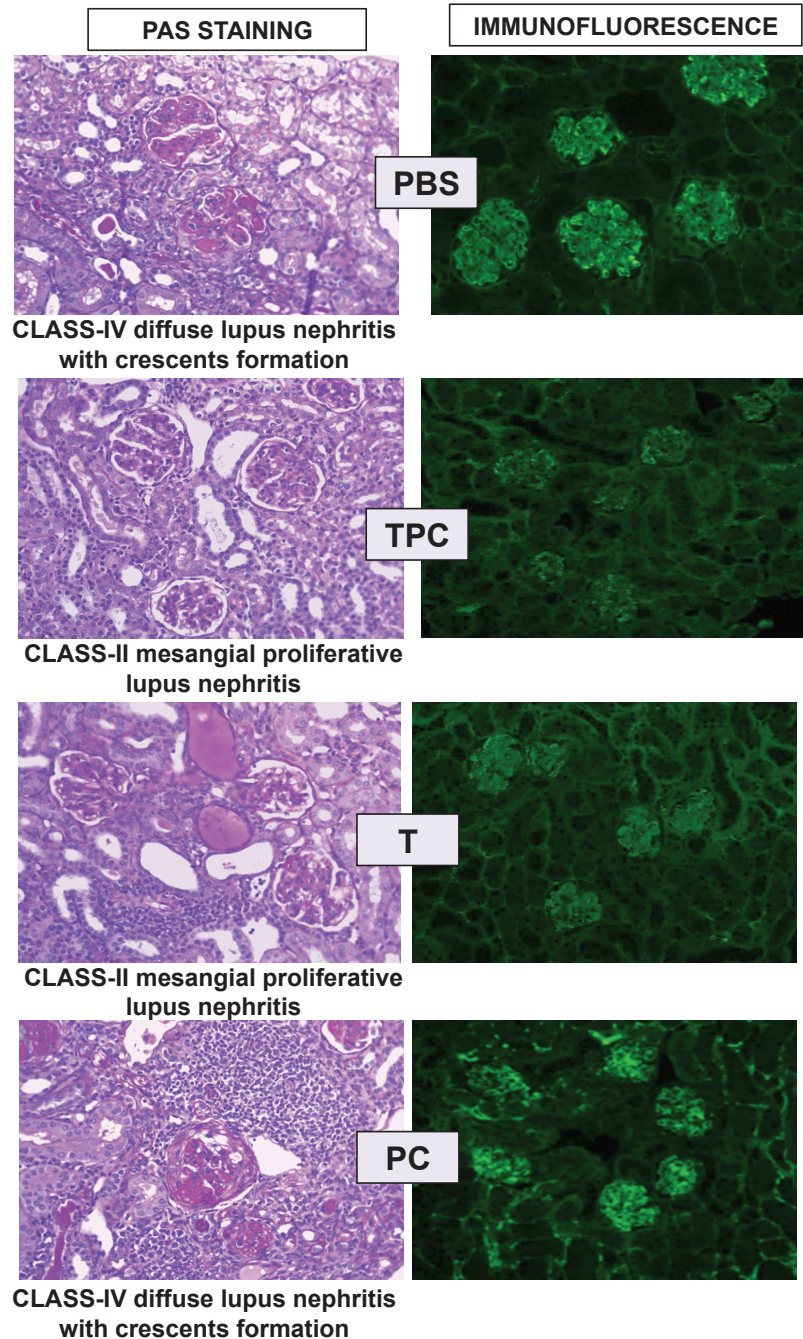 PAS STAINING
IMMUNOFLUORESCENCE
PBS
CLASS-IV diffuse lupus nephritis
with crescents formation
TPC
CLASS-II mesangial proliferative
lupus nephritis
T
CLASS-II mesangial proliferative
lupus nephritis
PC
CLASS-IV diffuse lupus nephritis
with crescents formation